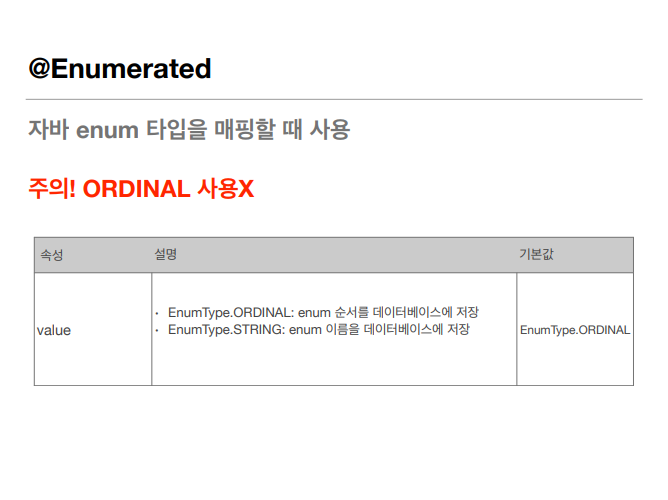 @Enumerated
자바 enum 타입을 매핑할 때 사용
주의! ORDINAL 사용X
속성 설명 기본값
value
• EnumType.ORDINAL: enum 순서를 데이터베이스에 저장
• EnumType.STRING: enum 이름을 데이터베이스에 저장
EnumType.ORDINAL